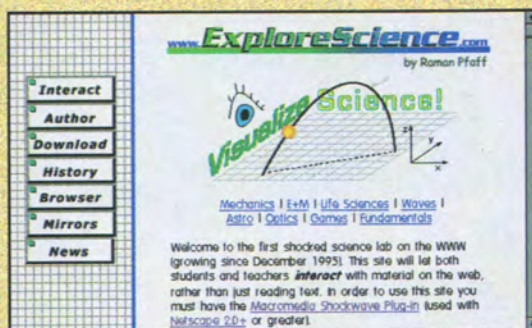 www.ExploreScience.com
by Raman Pfaff
Interact
Author
Download
History
Browser
Mirrors
News
Visualize Science!
z
y
x
Mechanics | E+M | Life Sciences | Waves |
Astro | Optics | Games | Fundamentals
Welcome to the first shocked science lab on the WWW
(growing since December 1995). This site will let both
students and teachers interact with material on the web,
rather than just reading text. In order to use this site you
must have the Macromedia Shockwave Plug-in (used with
Netscape 2.0+ or greater).